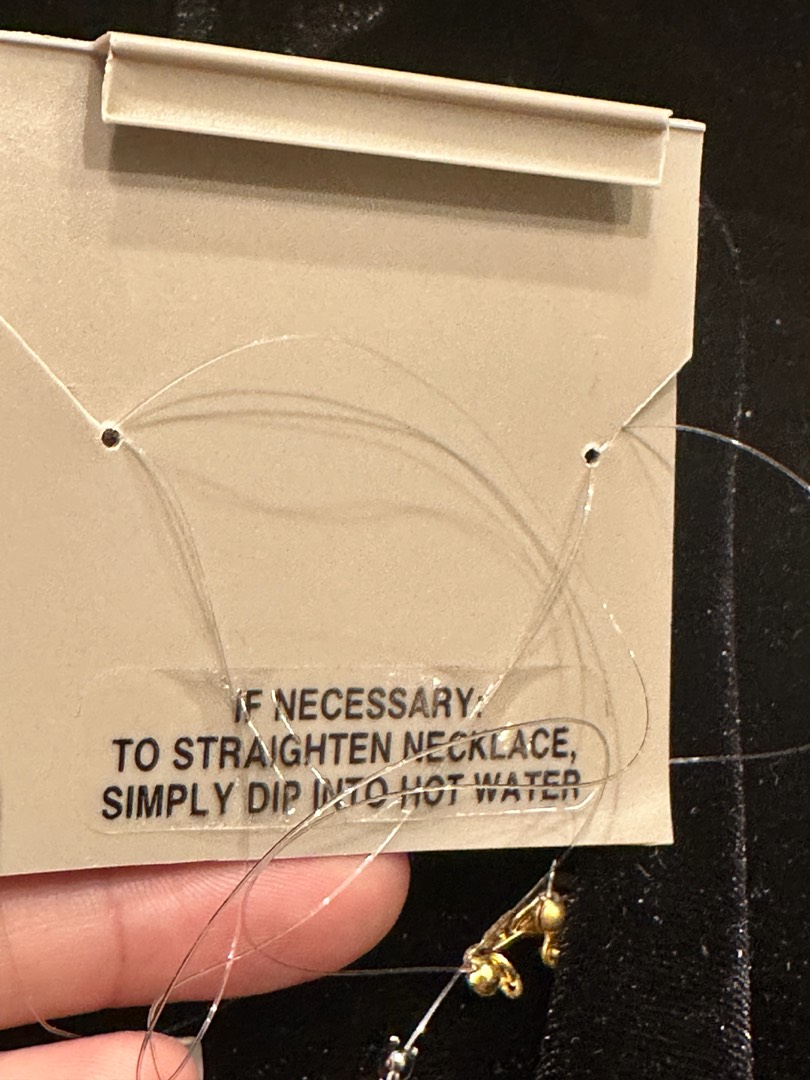 IF NECESSARY:
TO STRAIGHTEN NECKLACE,
SIMPLY DIP INTO HOT WATER